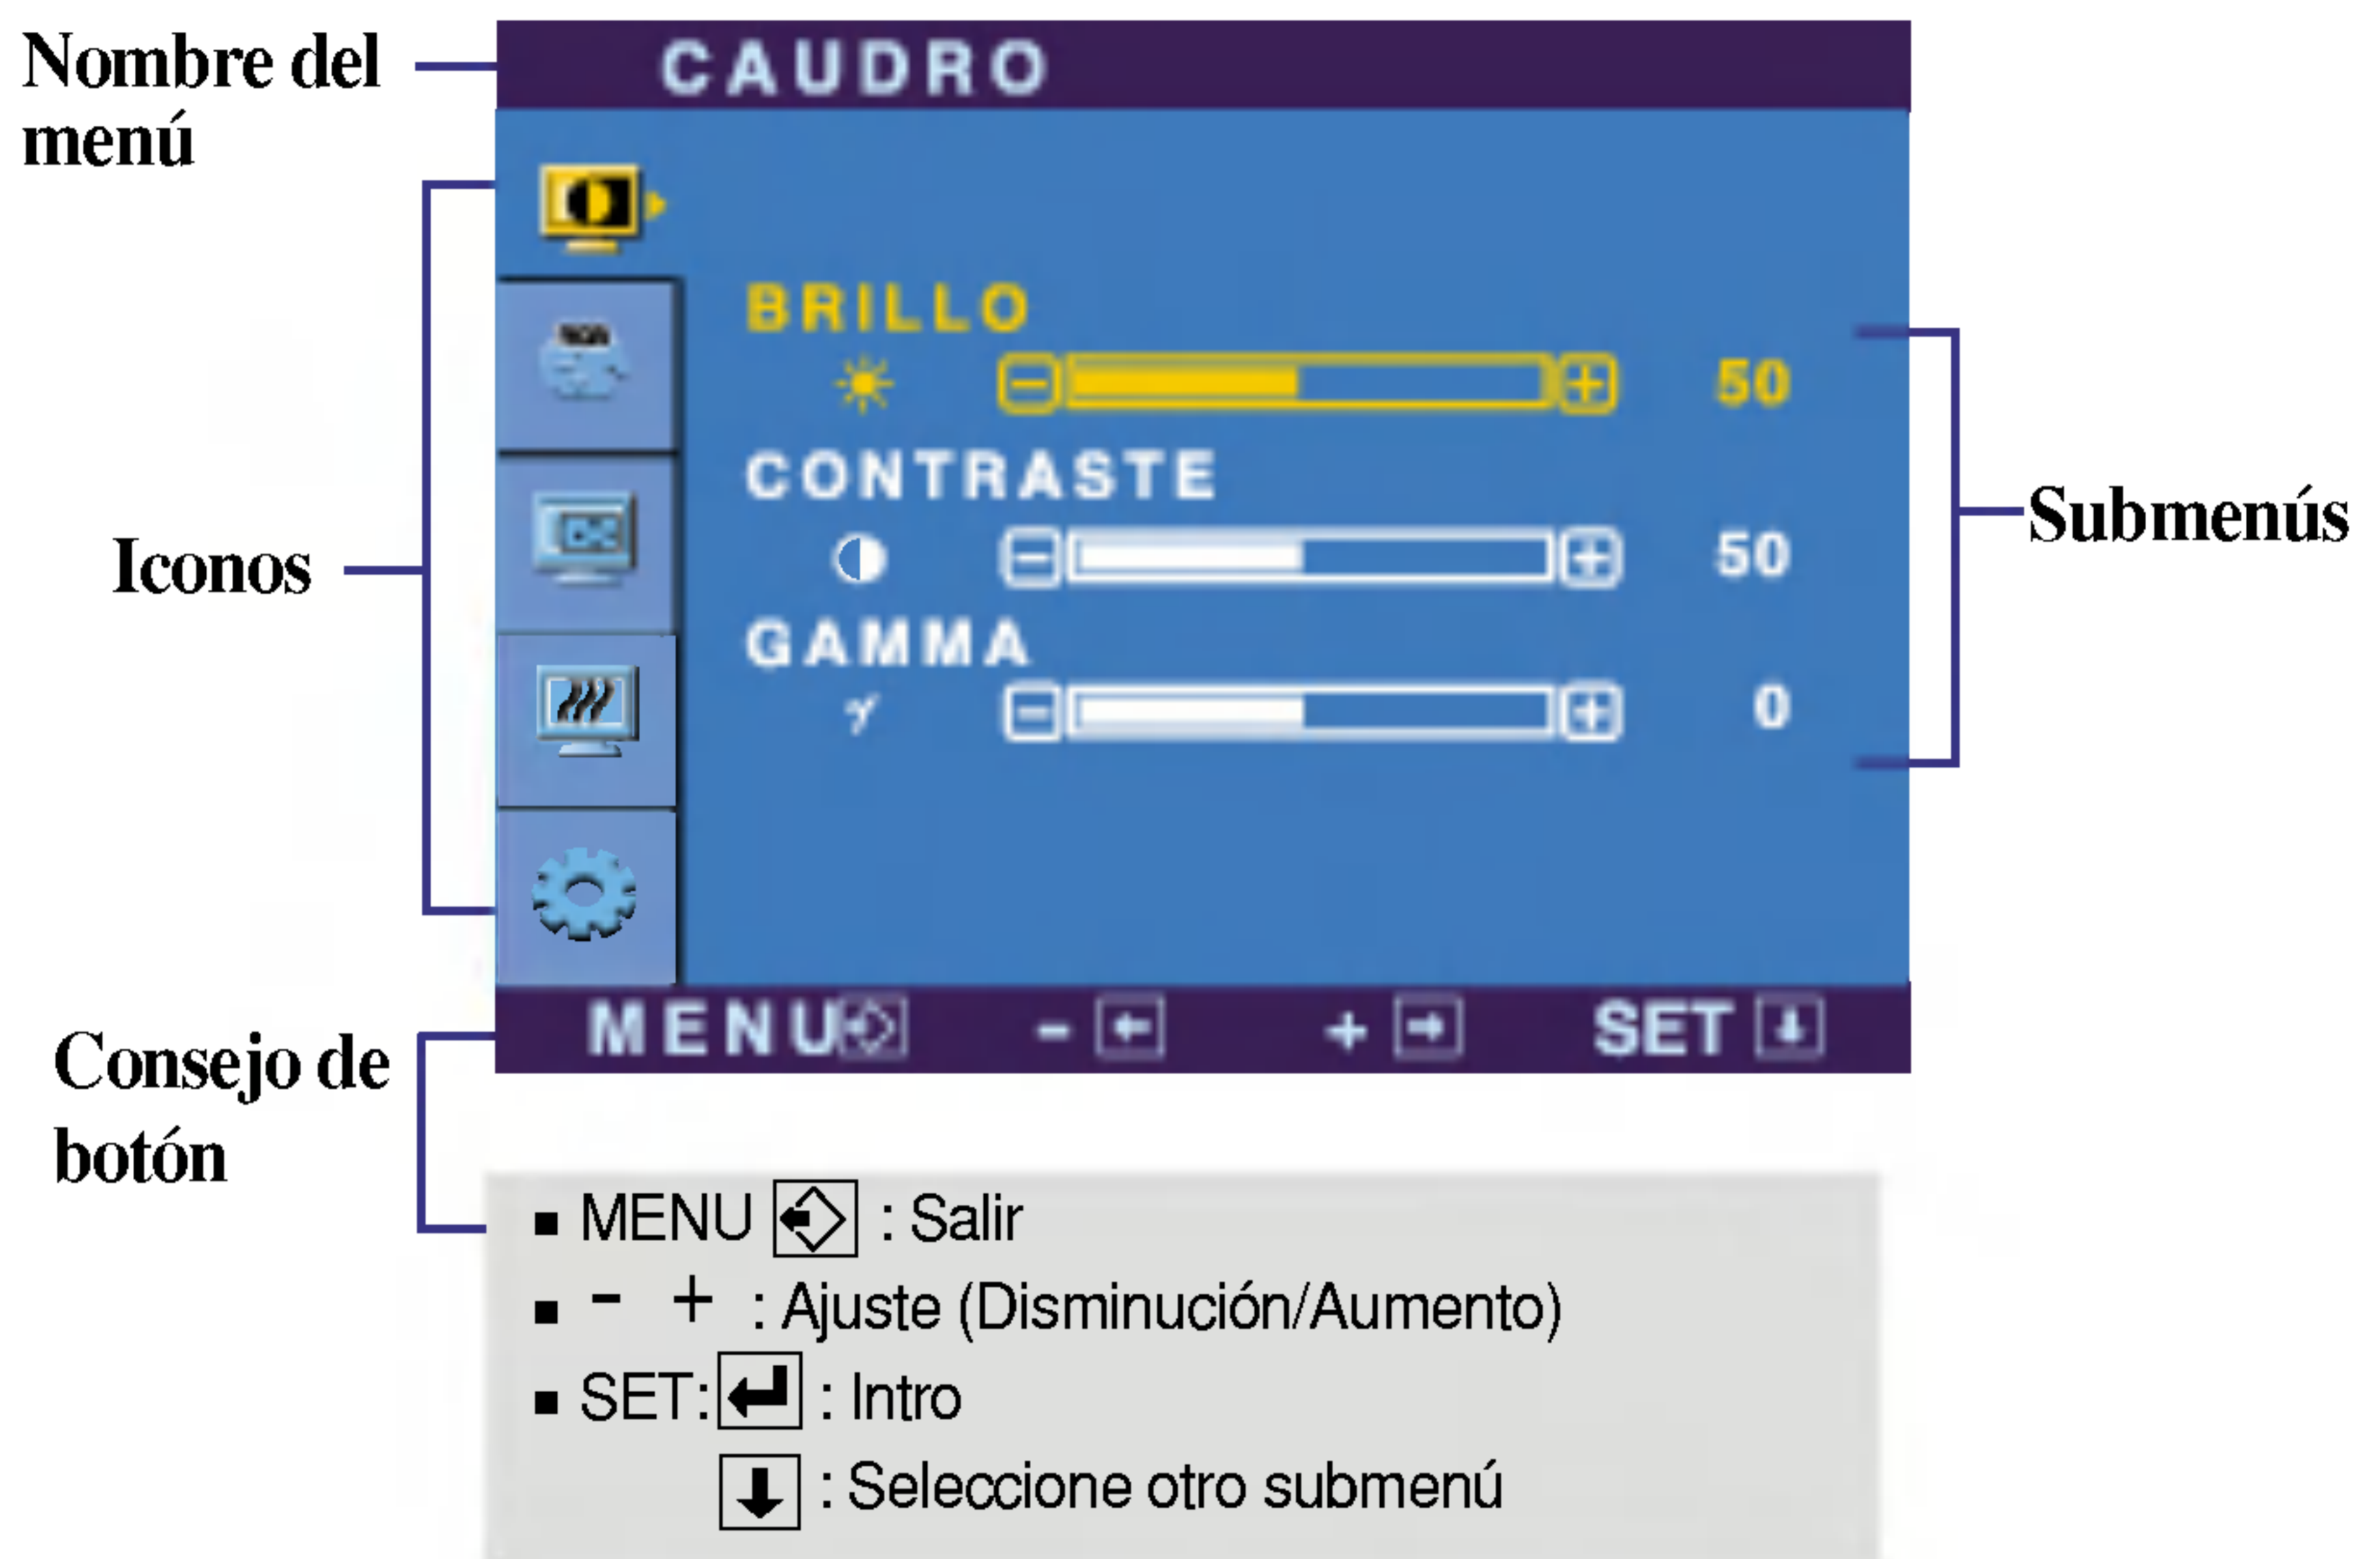 Nombre del
menú
CAUDRO
BRILLO
50
CONTRASTE
50
GAMMA
γ 0
Iconos
Submenús
MENU - + SET
Consejo de
botón
■ MENU : Salir
■ - + : Ajuste (Disminución/Aumento)
■ SET: : Intro
: Seleccione otro submenú